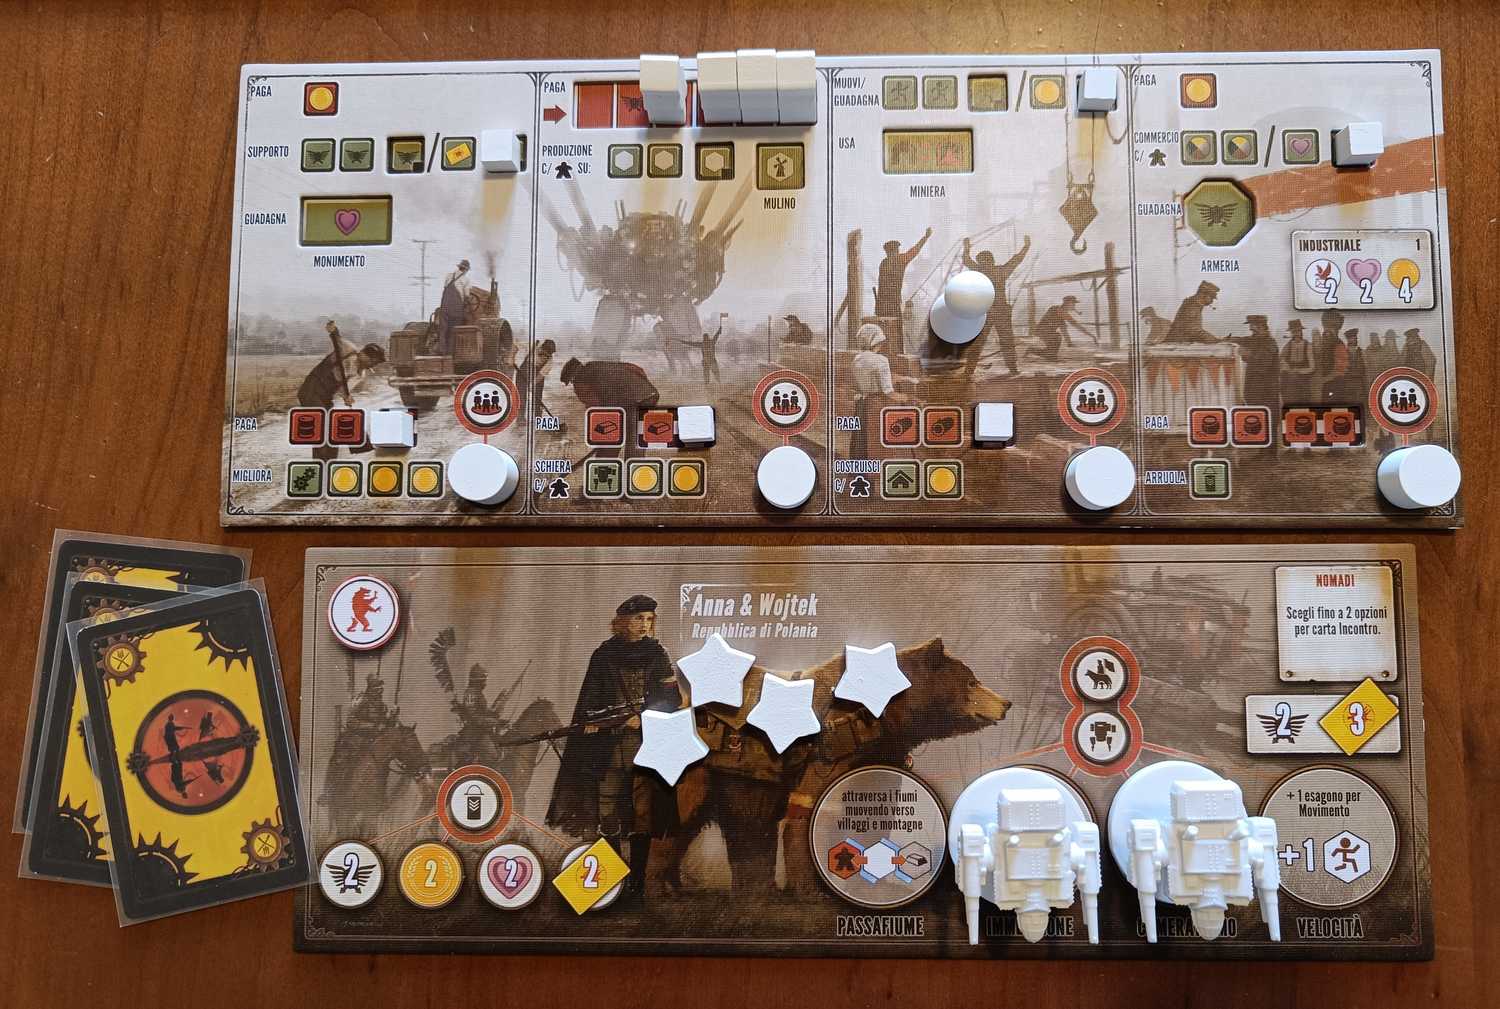 PAGA
SUPPORTO
/
GUADAGNA
MONUMENTO
PAGA
MIGLIORA
PAGA
PRODUZIONE
C/ SU:
MULINO
PAGA
SCHIERA
C/
MUOVI/
GUADAGNA
/
USA
MINIERA
PAGA
COSTRUISCI
C/
PAGA
COMMERCIO
C/
/
GUADAGNA
ARMERIA
INDUSTRIALE 1
2 2 4
PAGA
ARRUOLA
Anna & Wojtek
Repubblica di Polania
NOMADI
Scegli fino a 2 opzioni
per carta Incontro.
2 3
2 2 2 2
attraversa i fiumi
muovendo verso
villaggi e montagne
PASSAFIUME
+ 1 esagono per
Movimento
+1
VELOCITÀ